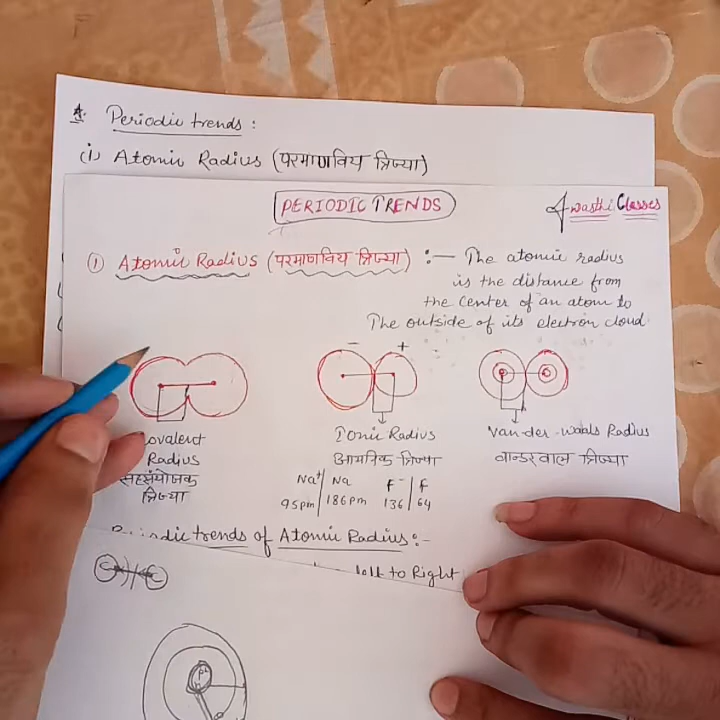 * Periodic trends :
(i) Atomic Radius (परमाणविय त्रिज्या)
PERIODIC TRENDS
Awasthi Classes
① Atomic Radius (परमाणविय त्रिज्या) :— The atomic radius
is the distance from
the center of an atom to
The outside of its electron cloud
- +
ovalent
Radius
सहसंयोजक
त्रिज्या
Ionic Radius
आयनिक त्रिज्या
Na+ | Na F- | F
95pm | 186pm 136 | 64
Van-der-waals Radius
वान्डरवाल त्रिज्या
trends of Atomic Radius:-
left to Right